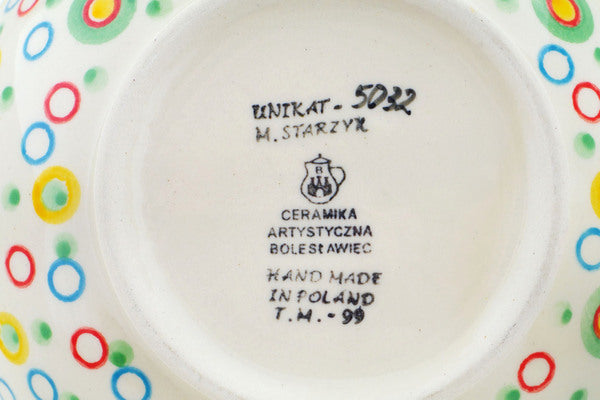 UNIKAT - 5032
M. STARZYK
B
CERAMIKA
ARTYSTYCZNA
BOLESŁAWIEC
HAND MADE
IN POLAND
T.M. - 99